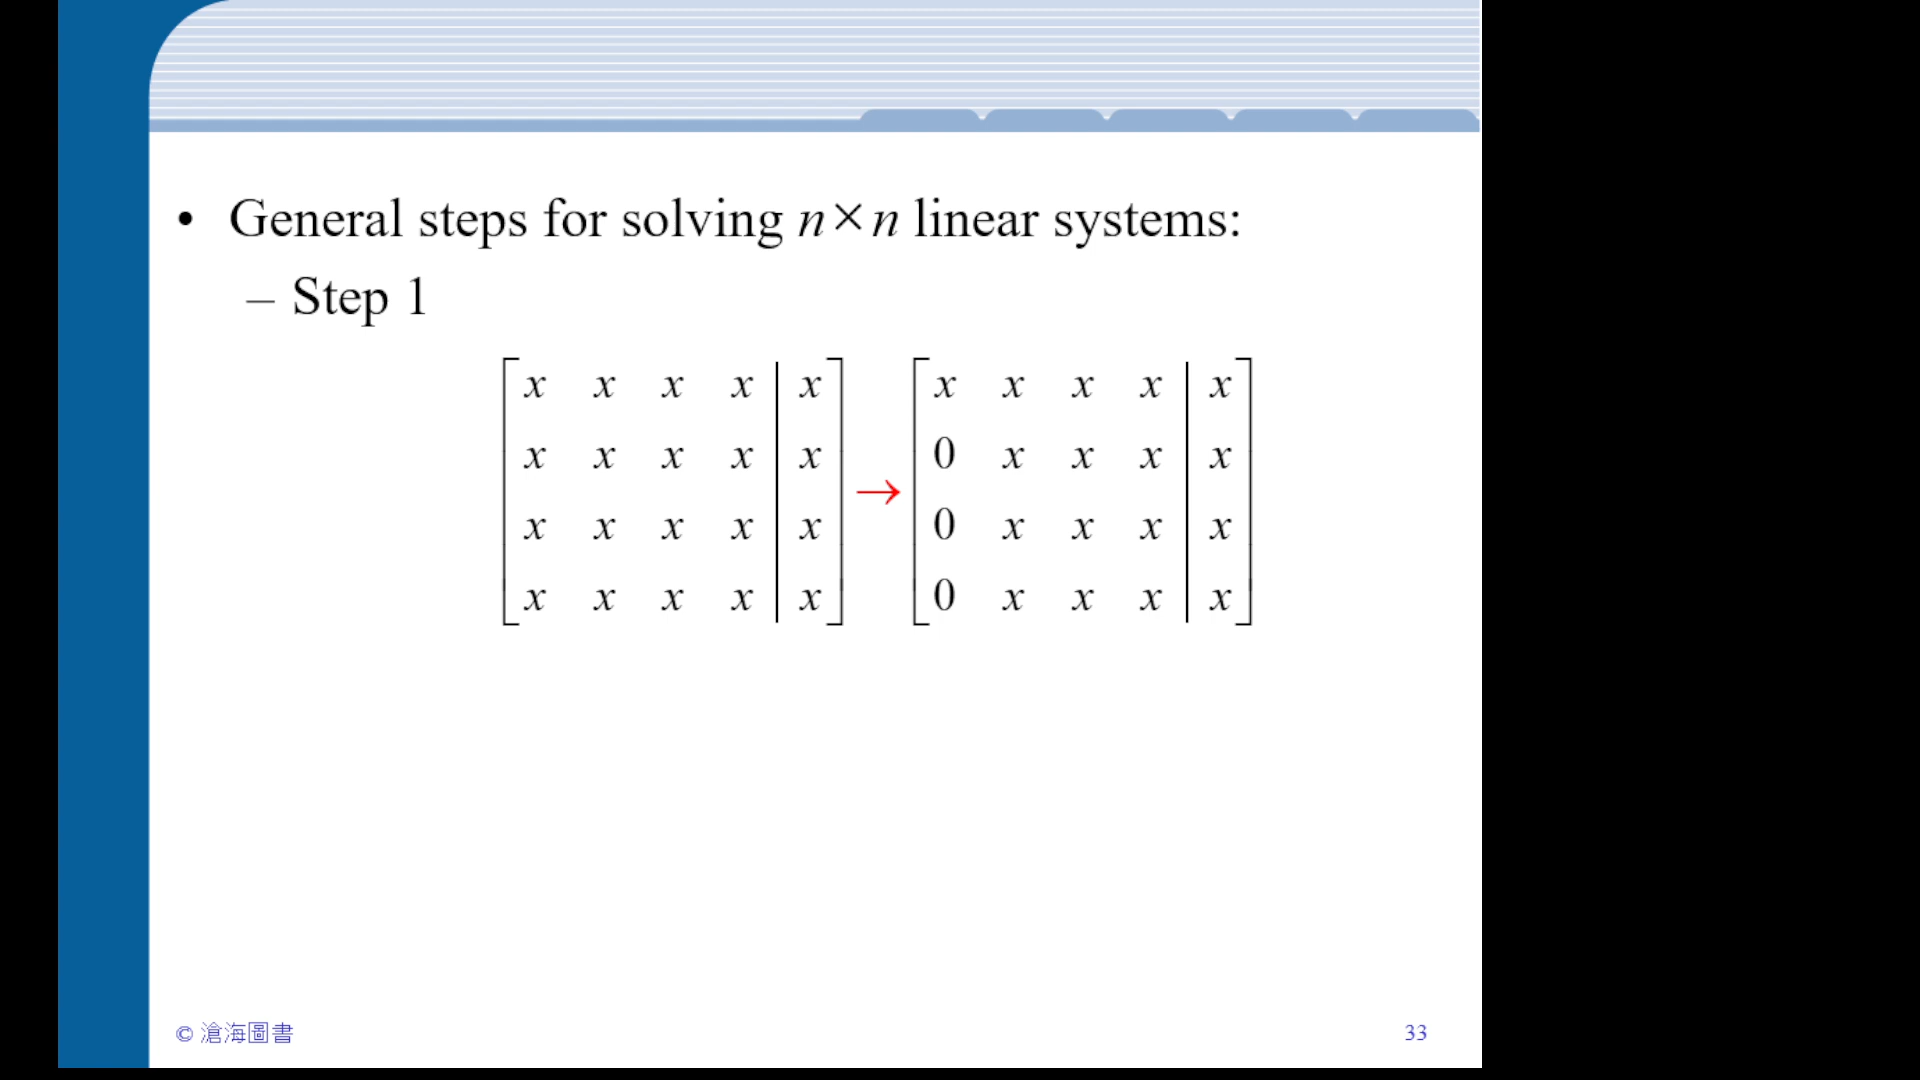 • General steps for solving n×n linear systems:
– Step 1
[ x x x x | x ] → [ x x x x | x ]
[ x x x x | x ] [ 0 x x x | x ]
[ x x x x | x ] [ 0 x x x | x ]
[ x x x x | x ] [ 0 x x x | x ]
© 滄海圖書 33